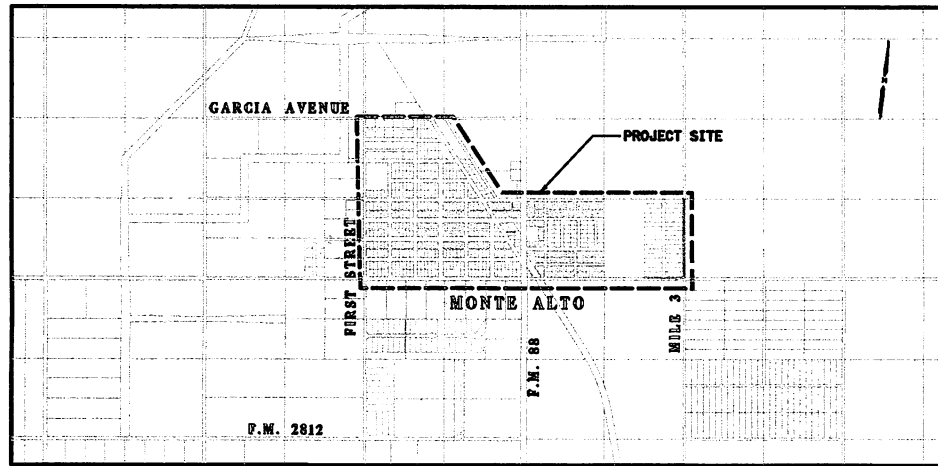 GARCIA AVENUE
PROJECT SITE
FIRST STREET
MONTE ALTO
MILE 3
F.M. 88
F.M. 2812